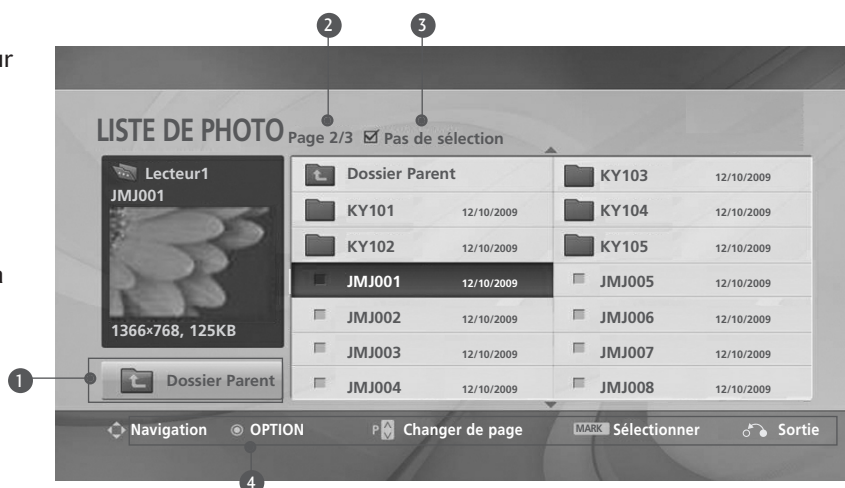 2 3
ur
LISTE DE PHOTO Page 2/3 Pas de sélection
Lecteur1
JMJ001
1366×768, 125KB
Dossier Parent
KY101 12/10/2009
KY102 12/10/2009
JMJ001 12/10/2009
JMJ002 12/10/2009
JMJ003 12/10/2009
JMJ004 12/10/2009
KY103 12/10/2009
KY104 12/10/2009
KY105 12/10/2009
JMJ005 12/10/2009
JMJ006 12/10/2009
JMJ007 12/10/2009
JMJ008 12/10/2009
1 Dossier Parent
Navigation OPTION P Changer de page MARK Sélectionner Sortie
4